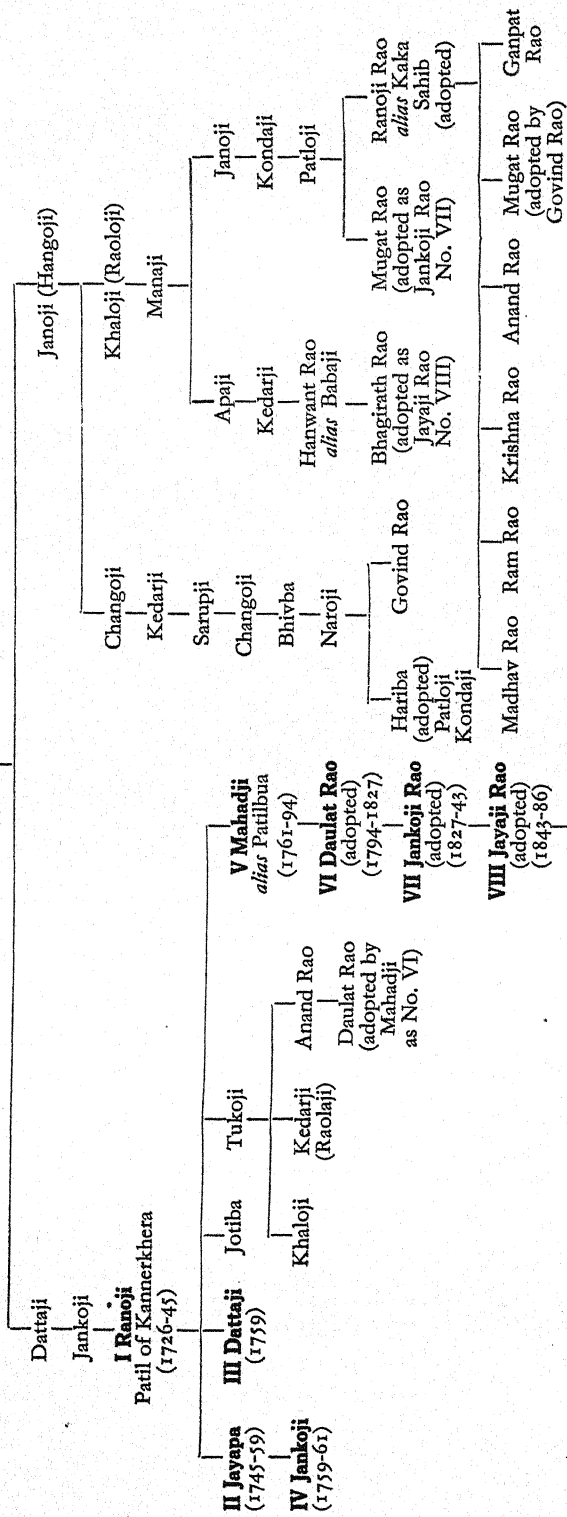 Dattaji
Jankoji
I Ranoji
Patil of Kannerkhera
(1726-45)
II Jayapa
(1745-59)
IV Jankoji
(1759-61)
III Dattaji
(1759)
Jotiba
Tukoji
Khaloji
Kedarji
(Raolaji)
Anand Rao
Daulat Rao
(adopted by
Mahadji
as No. VI)
V Mahadji
alias Patilbua
(1761-94)
VI Daulat Rao
(adopted)
(1794-1827)
VII Jankoji Rao
(adopted)
(1827-43)
VIII Jayaji Rao
(adopted)
(1843-86)
Janoji (Hangoji)
Changoji
Kedarji
Sarupji
Changoji
Bhivba
Naroji
Hariba
(adopted)
Patloji
Kondaji
Govind Rao
Khaloji (Raoloji)
Manaji
Apaji
Kedarji
Hanwant Rao
alias Babaji
Bhagirath Rao
(adopted as
Jayaji Rao
No. VIII)
Janoji
Kondaji
Patloji
Mugat Rao
(adopted as
Jankoji Rao
No. VII)
Ranoji Rao
alias Kaka
Sahib
(adopted)
Madhav Rao
Ram Rao
Krishna Rao
Anand Rao
Mugat Rao
(adopted by
Govind Rao)
Ganpat
Rao